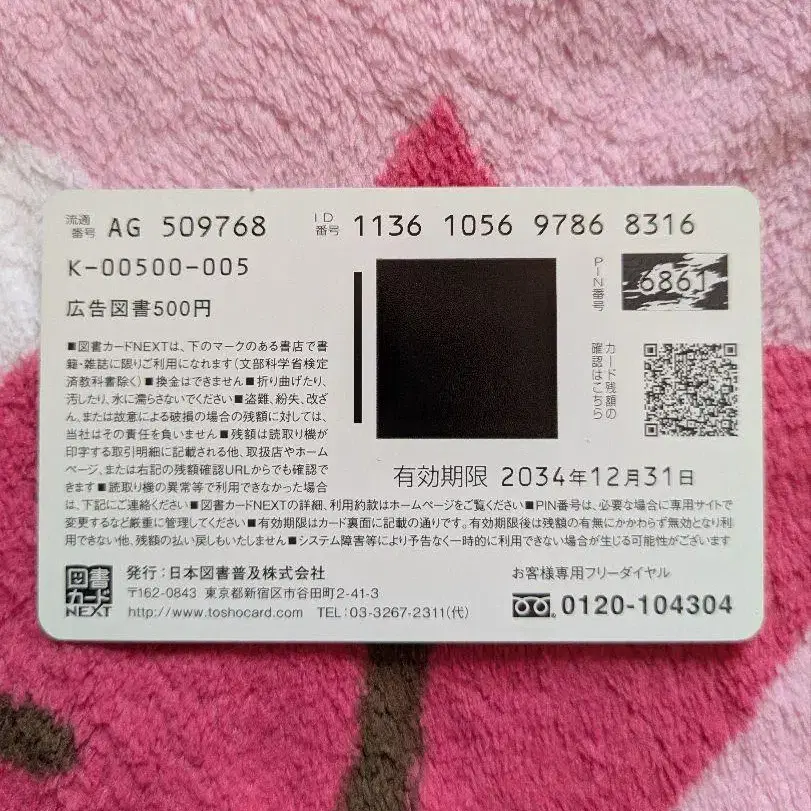 流通番号 AG 509768 ID番号 1136 1056 9786 8316
K-00500-005
PIN番号 6861
広告図書500円
■図書カードNEXTは、下のマークのある書店で書
籍・雑誌に限りご利用になれます(文部科学省検定
済教科書除く)■換金はできません■折り曲げたり、
汚したり、水に濡らさないでください■盗難、紛失、改ざ
ん、または故意による破損の場合の残額に対しては、
当社はその責任を負いません■残額は読取り機が
印字する取引明細に記載される他、取扱店やホーム
ページ、または右記の残額確認URLからでも確認で
きます■読取り機の異常等で利用できなかった場合
は、下記にご連絡ください■図書カードNEXTの詳細、利用約款はホームページをご覧ください■PIN番号は、必要な場合に専用サイトで
変更するなど厳重に管理してください■有効期限はカード裏面に記載の通りです。有効期限後は残額の有無にかかわらず無効となり利
用できない他、残額の払い戻しもいたしません■システム障害等により予告なく一時的に利用できない場合が生じる可能性がございます
カード残額の
確認はこちら
有効期限 2034年12月31日
図書カードNEXT
発行:日本図書普及株式会社
〒162-0843 東京都新宿区市谷田町2-41-3
http://www.toshocard.com TEL:03-3267-2311(代)
お客様専用フリーダイヤル
0120-104304